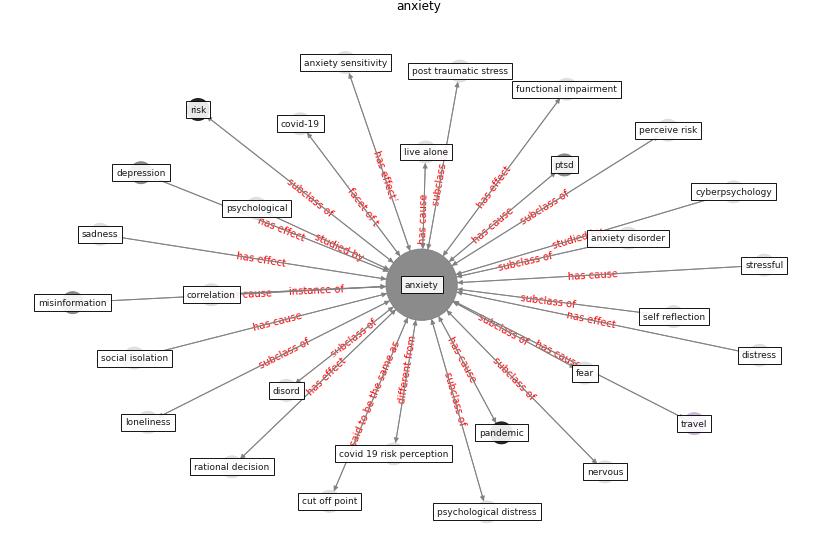 anxiety
anxiety sensitivity
post traumatic stress
functional impairment
risk
covid-19
perceive risk
live alone
ptsd
depression
cyberpsychology
psychological
sadness
anxiety disorder
stressful
anxiety
misinformation
correlation
self reflection
social isolation
distress
fear
disord
loneliness
travel
pandemic
covid 19 risk perception
rational decision
nervous
cut off point
psychological distress
subclass of
facet of t
has effect'
has cause
subclass
has effect
has cause
subclass of
has effect
studied by
studied
subclass of
has effect
has cause
cause
instance of
subclass of
has effect
has cause
subclass of
subclass of
has effect
said to be the same as
different from
has cause
subclass of
subclass of
subclass of
has cause